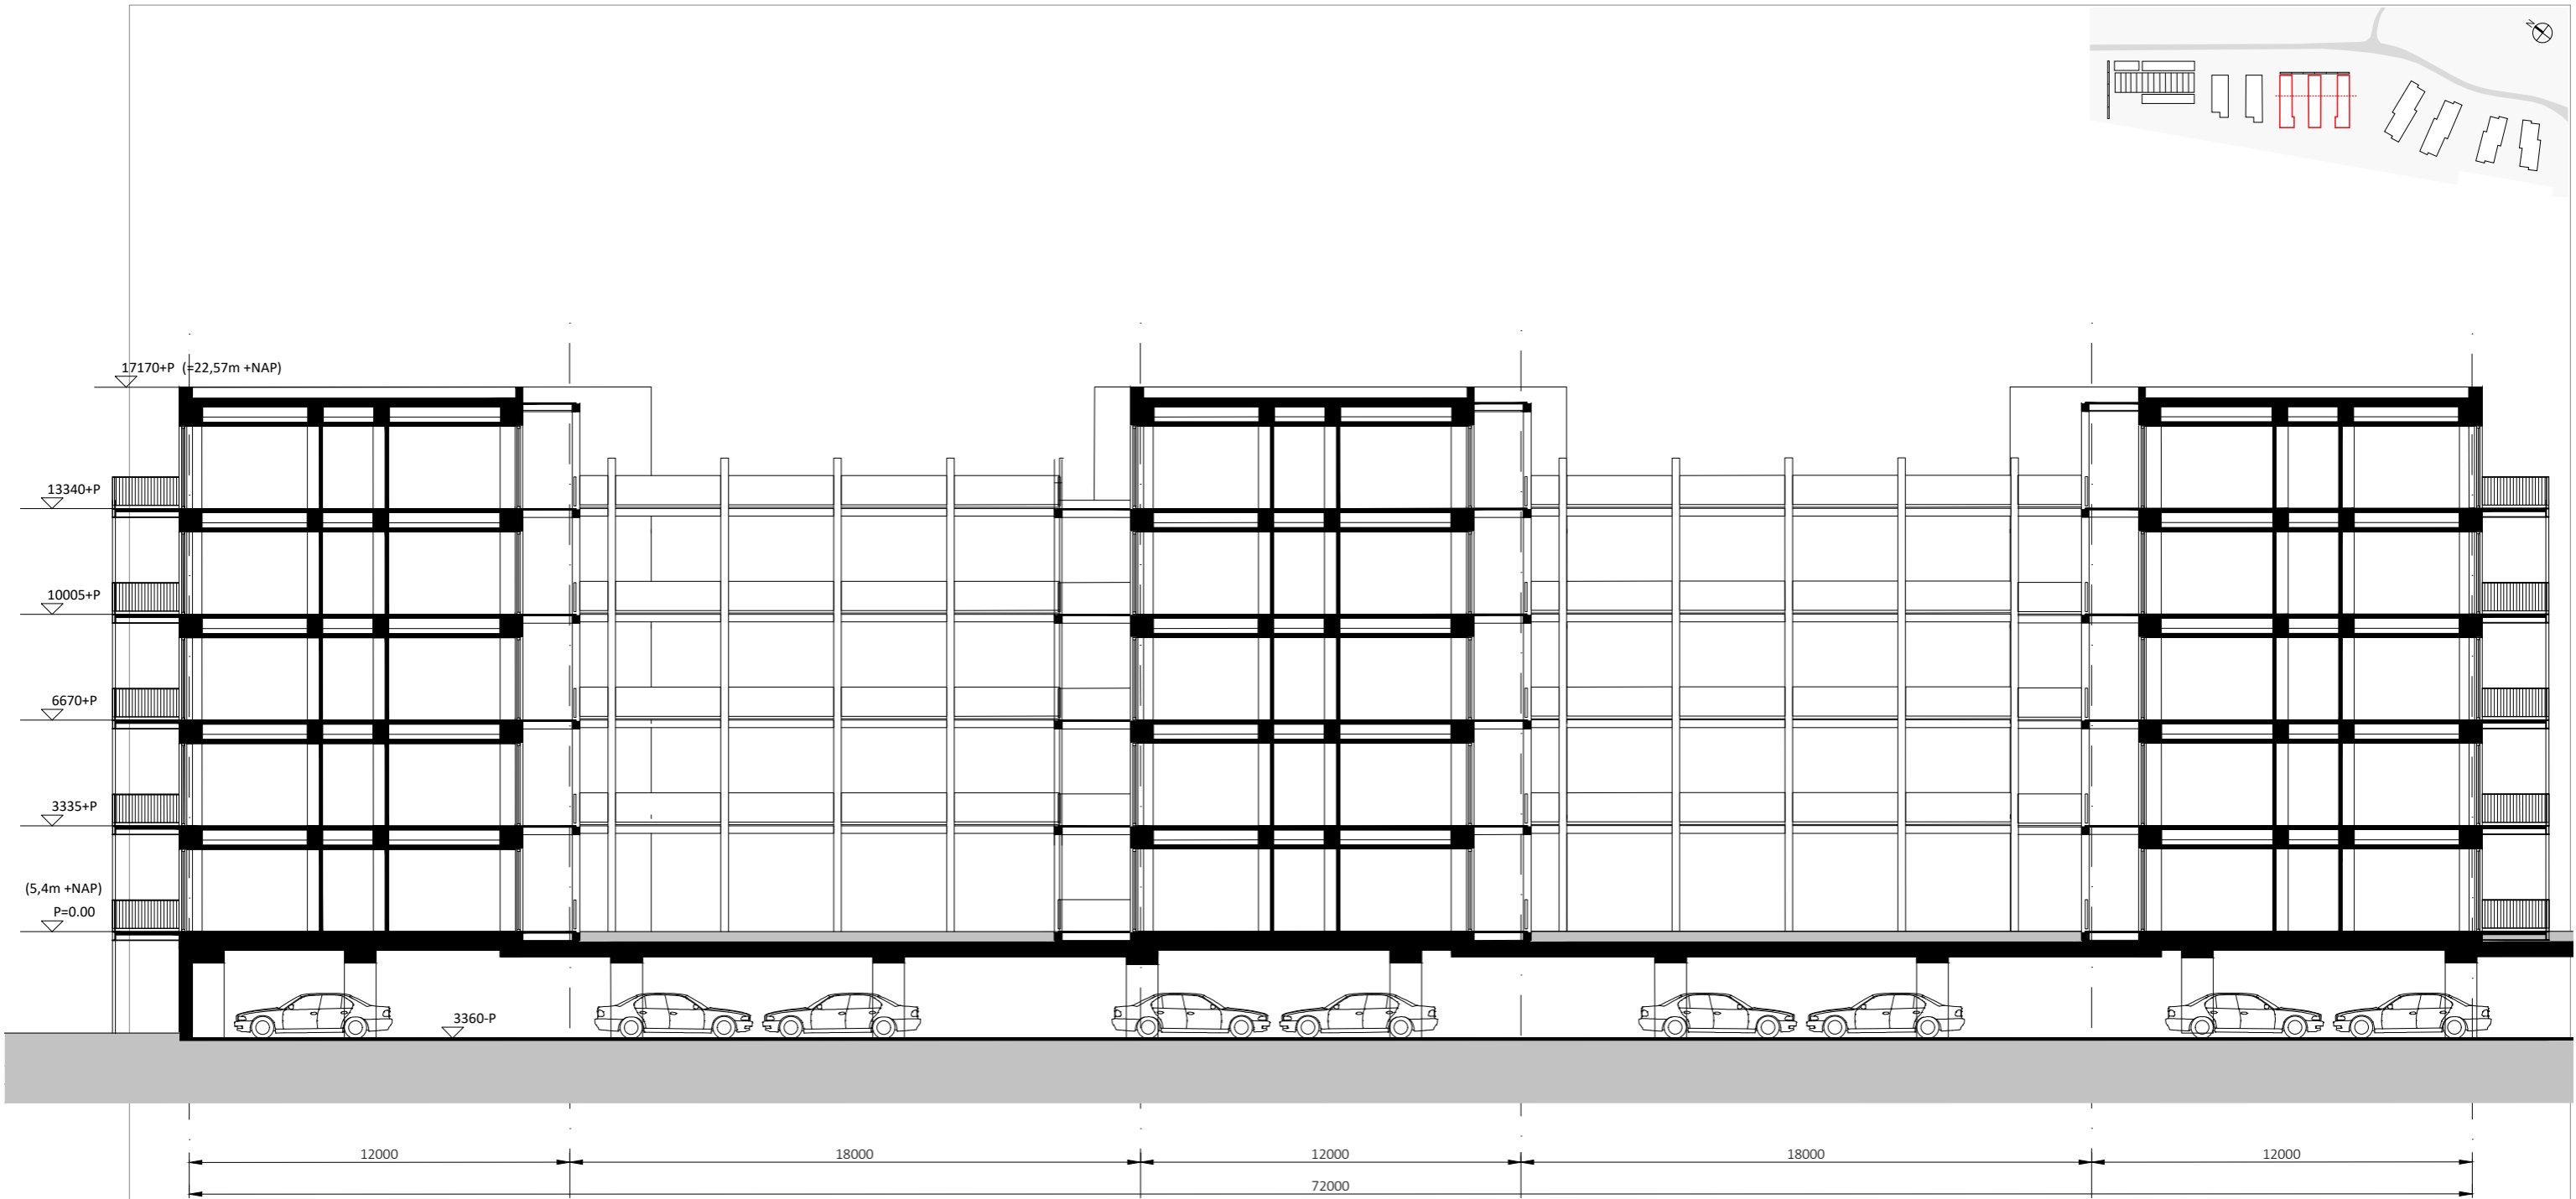 N
17170+P (=22,57m +NAP)
13340+P
10005+P
6670+P
3335+P
(5,4m +NAP)
P=0.00
3360-P
12000
18000
12000
18000
12000
72000